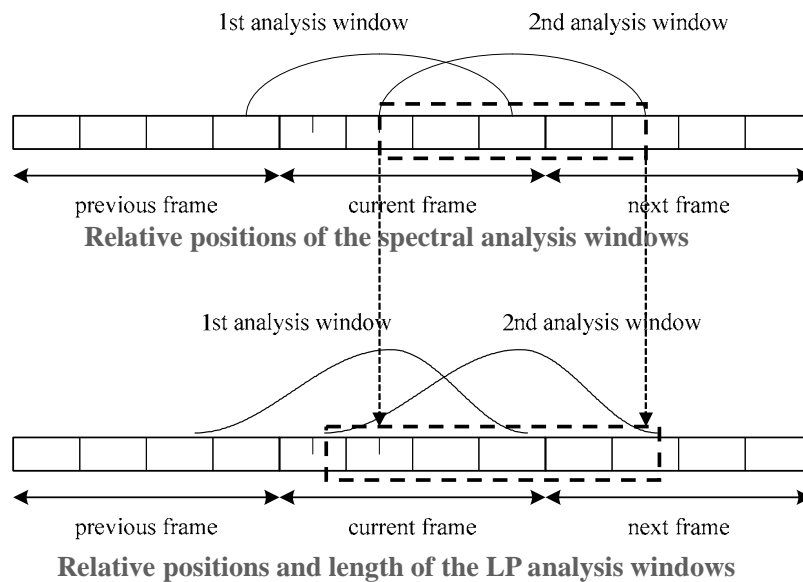 1st analysis window 2nd analysis window
previous frame current frame next frame
Relative positions of the spectral analysis windows
1st analysis window 2nd analysis window
previous frame current frame next frame
Relative positions and length of the LP analysis windows